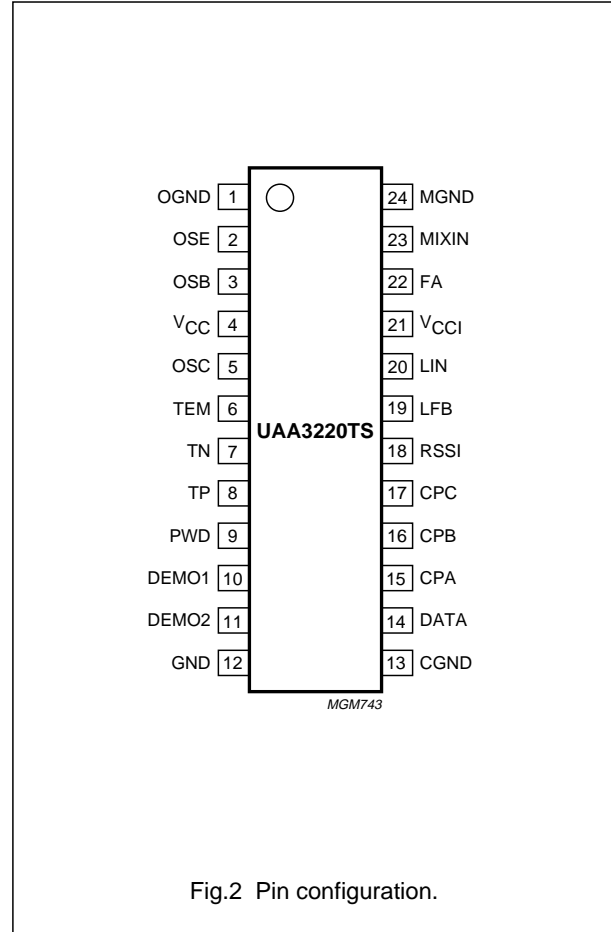 OGND 1 24 MGND
OSE 2 23 MIXIN
OSB 3 22 FA
VCC 4 21 VCCI
OSC 5 20 LIN
TEM 6 19 LFB
UAA3220TS
TN 7 18 RSSI
TP 8 17 CPC
PWD 9 16 CPB
DEMO1 10 15 CPA
DEMO2 11 14 DATA
GND 12 13 CGND
MGM743
Fig.2 Pin configuration.